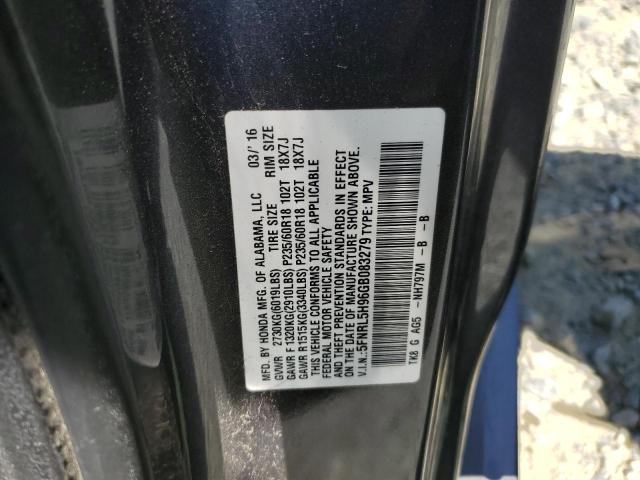 MFD. BY HONDA MFG. OF ALABAMA, LLC 03/' 16
GVWR 2730KG(6019LBS) TIRE SIZE RIM SIZE
GAWR F 1320KG(2910LBS) P235/60R18 102T 18X7J
GAWR R1515KG(3340LBS) P235/60R18 102T 18X7J
THIS VEHICLE CONFORMS TO ALL APPLICABLE
FEDERAL MOTOR VEHICLE SAFETY
AND THEFT PREVENTION STANDARDS IN EFFECT
ON THE DATE OF MANUFACTURE SHOWN ABOVE.
V.I.N.:5FNRL5H96GB083279 TYPE: MPV
TK8 G AG5 -NH797M -B -B